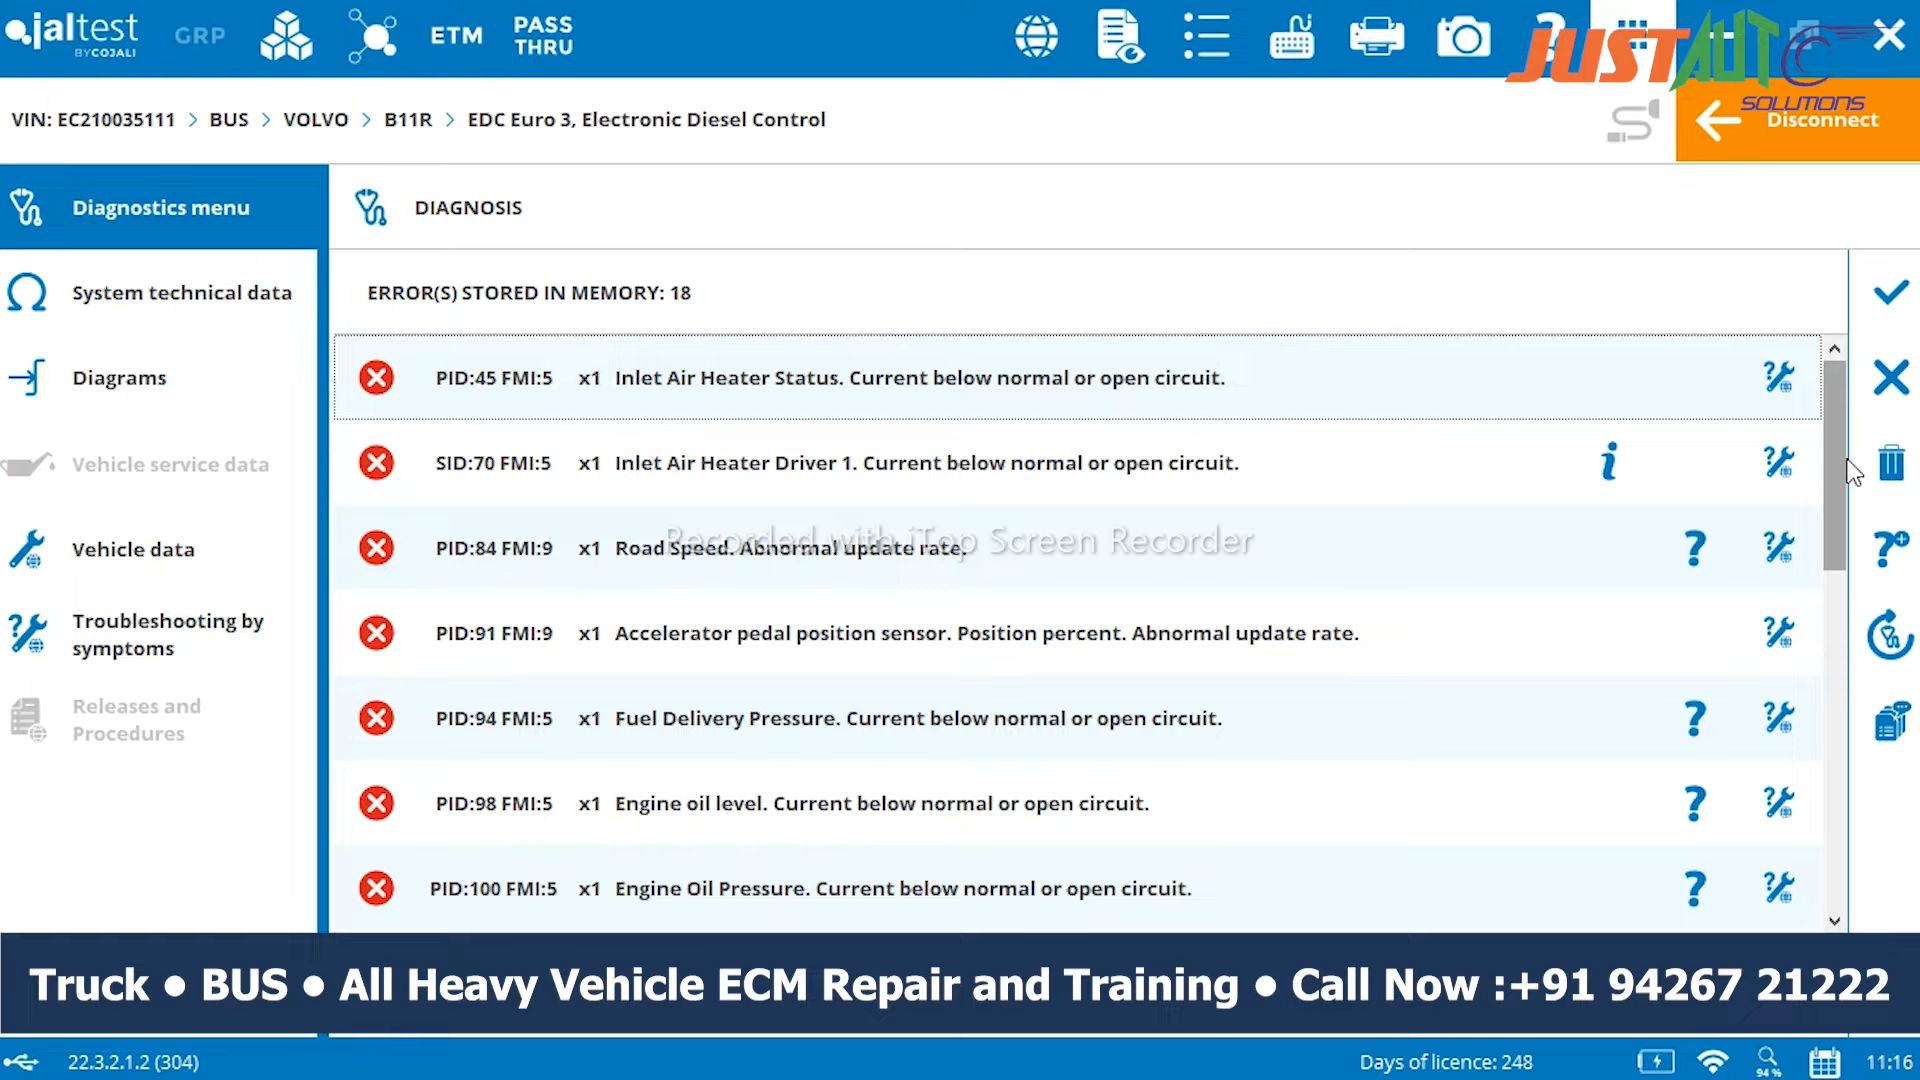 jaltest
BY COJALI
GRP
ETM
PASS THRU
JUSTAUTO
SOLUTIONS
VIN: EC210035111 > BUS > VOLVO > B11R > EDC Euro 3, Electronic Diesel Control
Disconnect
Diagnostics menu
DIAGNOSIS
System technical data
ERROR(S) STORED IN MEMORY: 18
Diagrams
PID:45 FMI:5 x1 Inlet Air Heater Status. Current below normal or open circuit.
Vehicle service data
SID:70 FMI:5 x1 Inlet Air Heater Driver 1. Current below normal or open circuit.
Recorded with iTop Screen Recorder
Vehicle data
PID:84 FMI:9 x1 Road Speed. Abnormal update rate.
Troubleshooting by
symptoms
PID:91 FMI:9 x1 Accelerator pedal position sensor. Position percent. Abnormal update rate.
Releases and
Procedures
PID:94 FMI:5 x1 Fuel Delivery Pressure. Current below normal or open circuit.
PID:98 FMI:5 x1 Engine oil level. Current below normal or open circuit.
PID:100 FMI:5 x1 Engine Oil Pressure. Current below normal or open circuit.
Truck ● BUS ● All Heavy Vehicle ECM Repair and Training ● Call Now :+91 94267 21222
22.3.2.1.2 (304)
Days of licence: 248
94 %
11:16